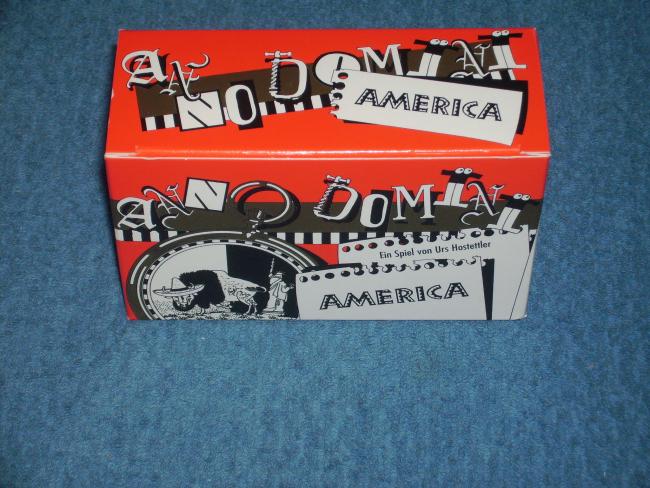 ANNO DOMINI
AMERICA
ANNO DOMINI
Ein Spiel von Urs Hostettler
AMERICA